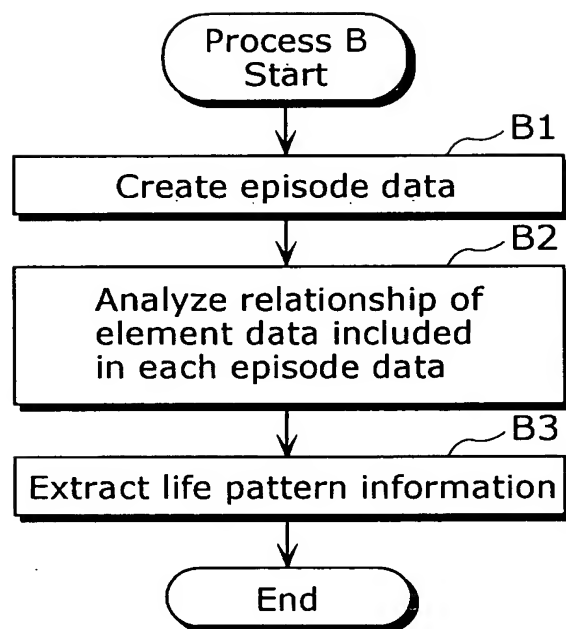 Process B
Start
B1
Create episode data
B2
Analyze relationship of
element data included
in each episode data
B3
Extract life pattern information
End